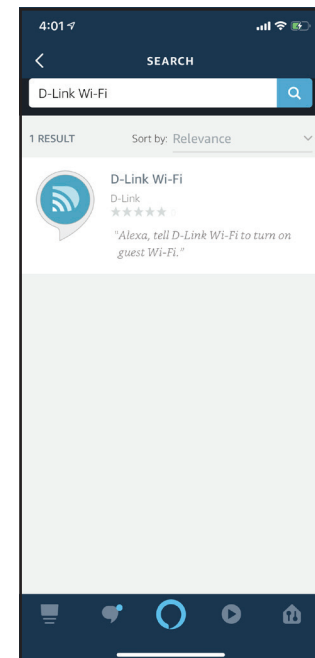 4:01
SEARCH
D-Link Wi-Fi
1 RESULT Sort by: Relevance
D-Link Wi-Fi
D-Link
"Alexa, tell D-Link Wi-Fi to turn on
guest Wi-Fi."